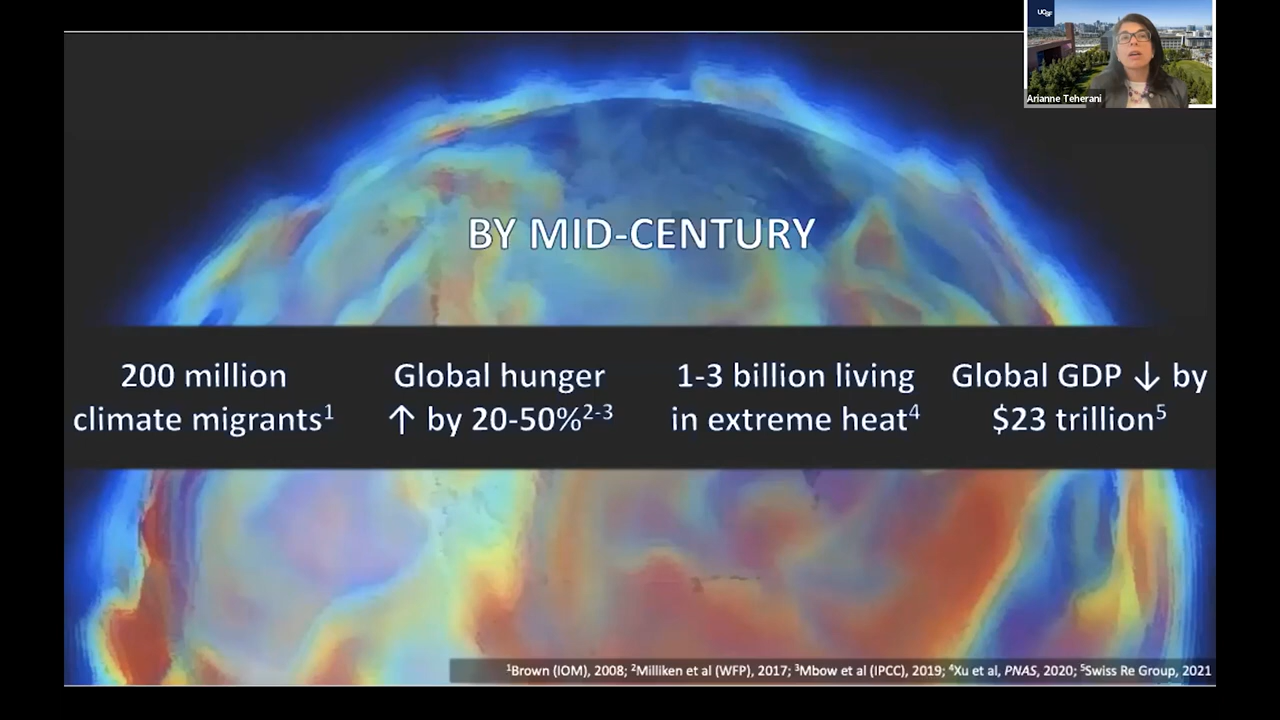 UCSF
Arianne Teherani
BY MID-CENTURY
200 million
climate migrants¹
Global hunger
↑ by 20-50%²⁻³
1-3 billion living
in extreme heat⁴
Global GDP ↓ by
$23 trillion⁵
¹Brown (IOM), 2008; ²Milliken et al (WFP), 2017; ³Mbow et al (IPCC), 2019; ⁴Xu et al, PNAS, 2020; ⁵Swiss Re Group, 2021